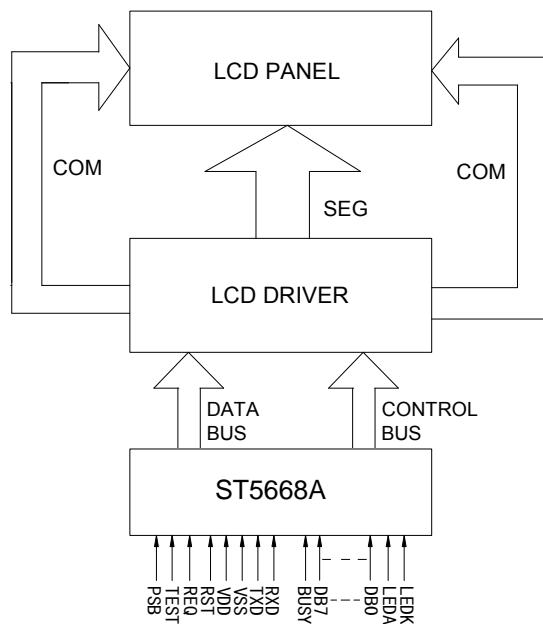 LCD PANEL
COM
COM
SEG
LCD DRIVER
DATA
BUS
CONTROL
BUS
ST5668A
PSB
TEST
REQ
RST
VDD
VSS
TXD
RXD
BUSY
DB7
DB0
LEDA
LEDK